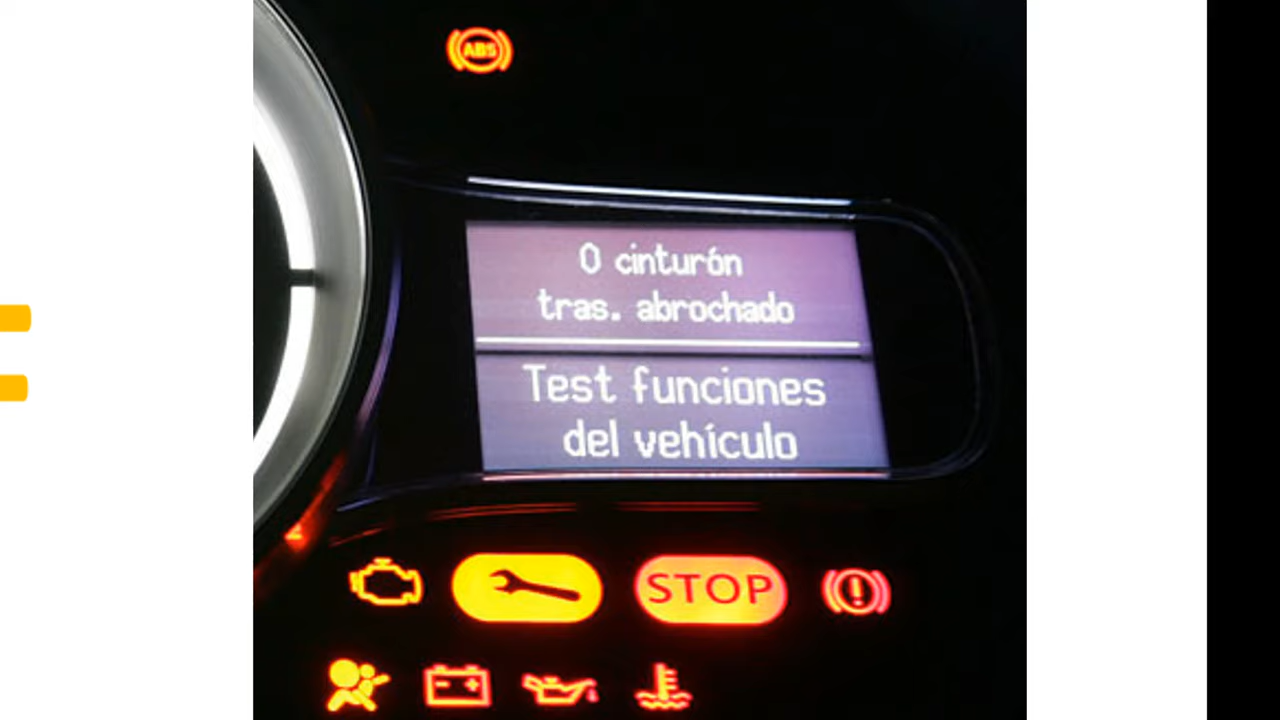 ABS
0 cinturón
tras. abrochado
Test funciones
del vehículo
STOP